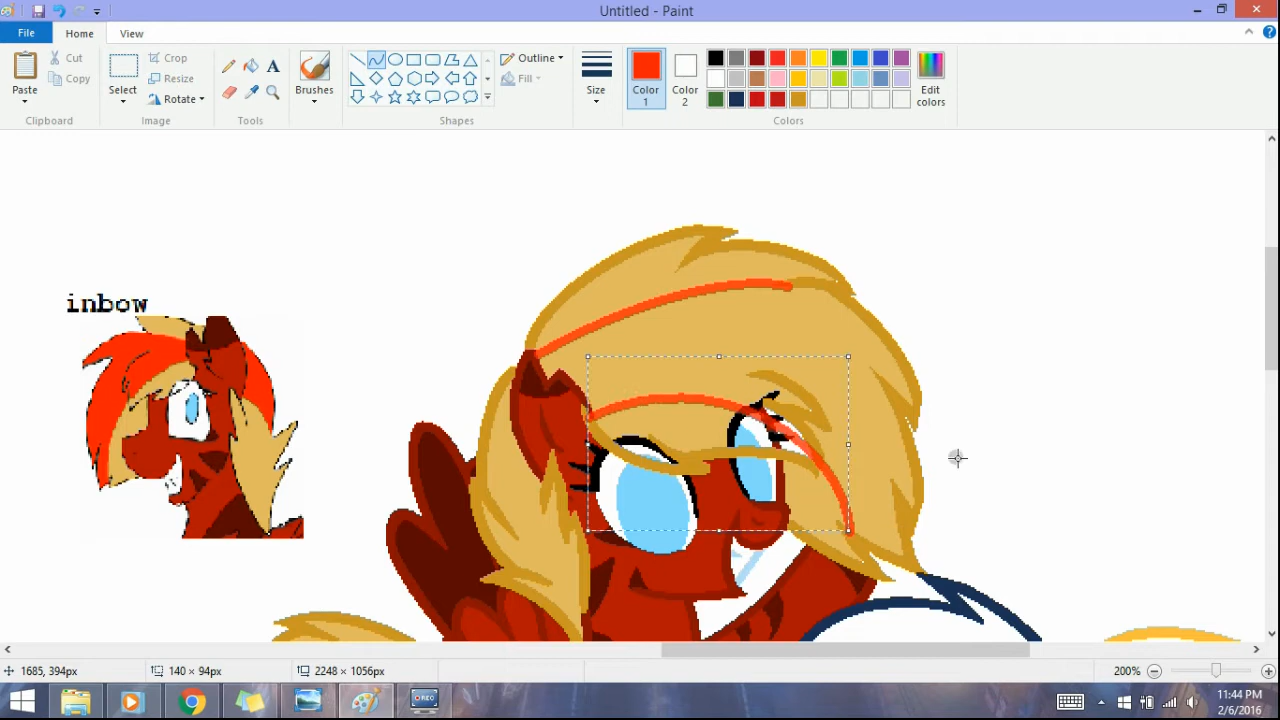 Untitled - Paint
File Home View
Paste
Cut
Copy
Clipboard
Select
Crop
Resize
Rotate
Image
Tools
Brushes
Shapes
Outline
Fill
Size
Color 1
Color 2
Colors
Edit colors
inbow
1685, 394px
140 × 94px
2248 × 1056px
200%
REC
11:44 PM
2/6/2016